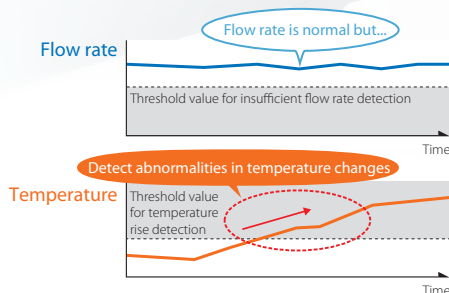 Flow rate is normal but...
Flow rate
Threshold value for insufficient flow rate detection
Time
Detect abnormalities in temperature changes
Temperature
Threshold value
for temperature
rise detection
Time